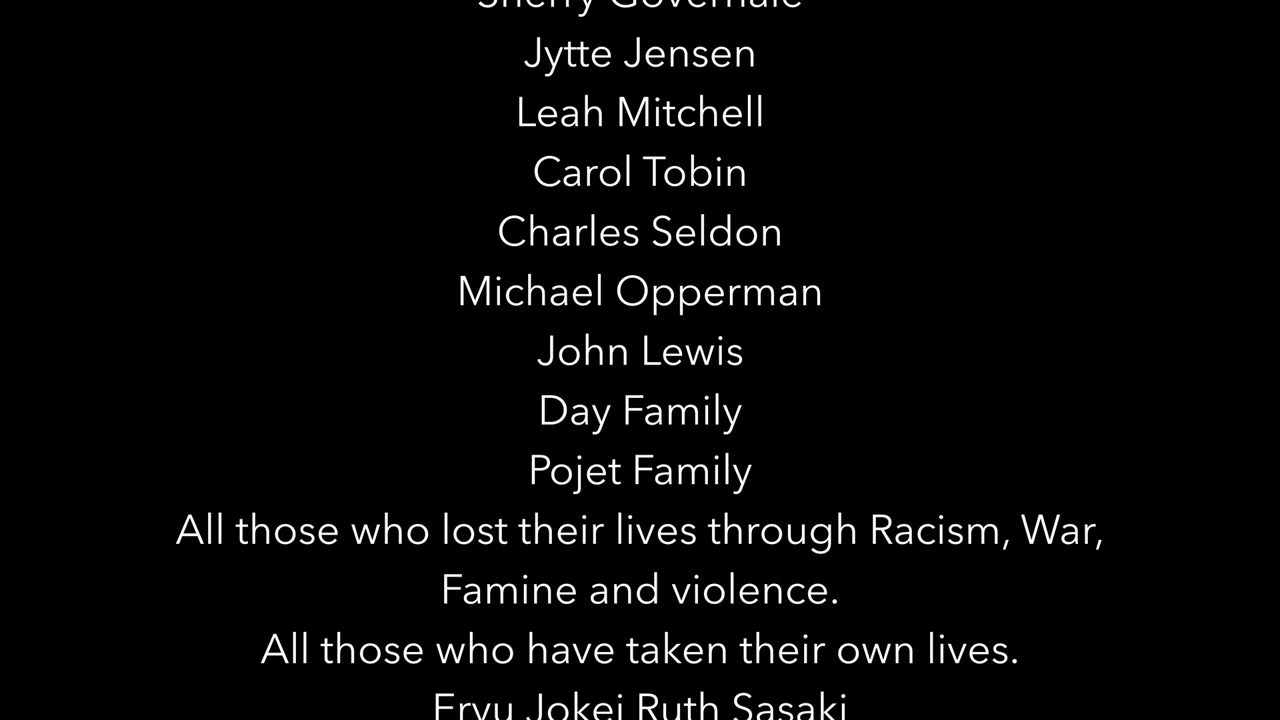 Sherry Governale
Jytte Jensen
Leah Mitchell
Carol Tobin
Charles Seldon
Michael Opperman
John Lewis
Day Family
Pojet Family
All those who lost their lives through Racism, War,
Famine and violence.
All those who have taken their own lives.
Eryu Jokei Ruth Sasaki